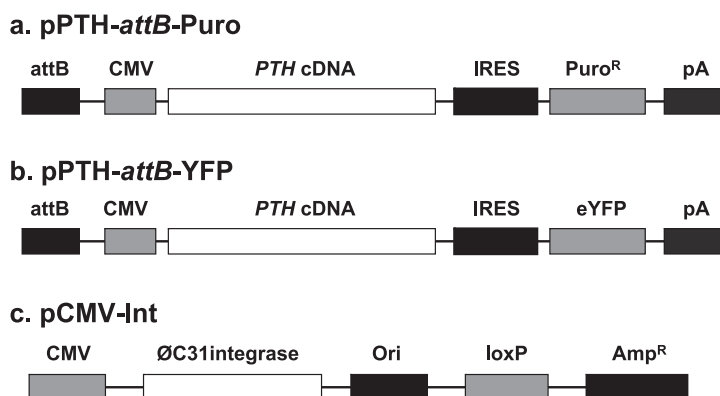 a. pPTH-attB-Puro
attB CMV PTH cDNA IRES Puroᴿ pA
b. pPTH-attB-YFP
attB CMV PTH cDNA IRES eYFP pA
c. pCMV-Int
CMV ØC31integrase Ori loxP Ampᴿ